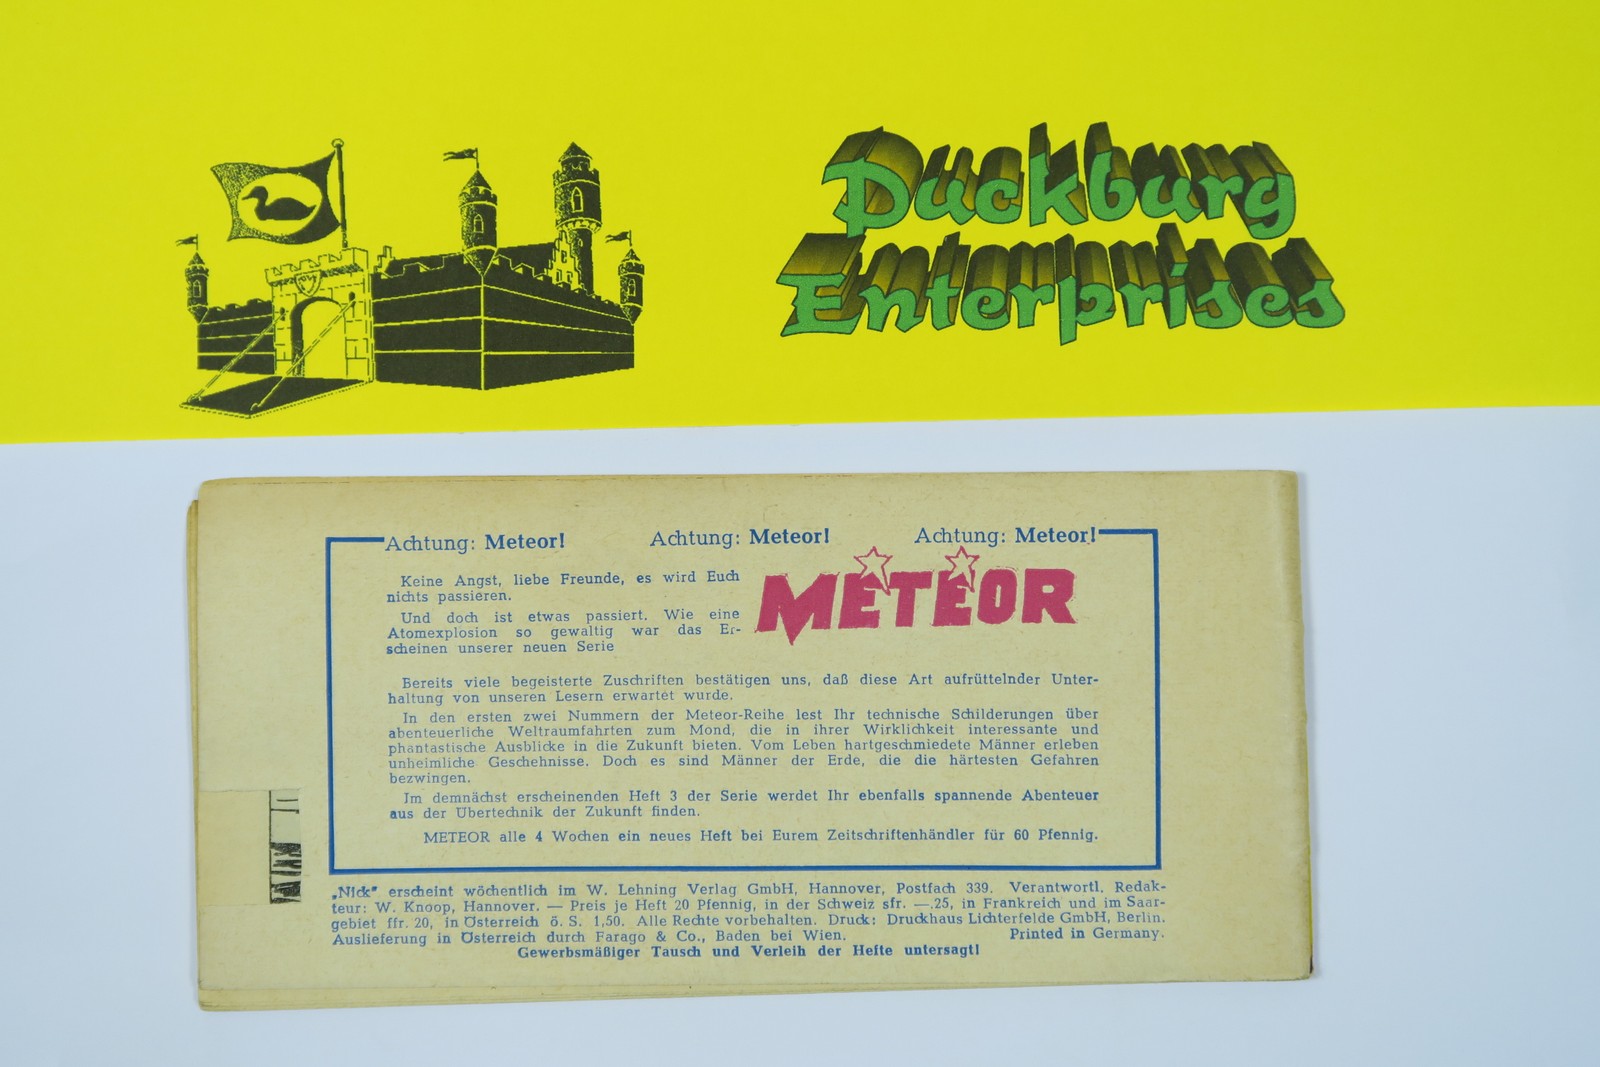 Duckburg
Enterprises
Achtung: Meteor! Achtung: Meteor! Achtung: Meteor!
Keine Angst, liebe Freunde, es wird Euch
nichts passieren.
Und doch ist etwas passiert. Wie eine
Atomexplosion so gewaltig war das Er-
scheinen unserer neuen Serie
METEOR
Bereits viele begeisterte Zuschriften bestätigen uns, daß diese Art aufrüttelnder Unter-
haltung von unseren Lesern erwartet wurde.
In den ersten zwei Nummern der Meteor-Reihe lest Ihr technische Schilderungen über
abenteuerliche Weltraumfahrten zum Mond, die in ihrer Wirklichkeit interessante und
phantastische Ausblicke in die Zukunft bieten. Vom Leben hartgeschmiedete Männer erleben
unheimliche Geschehnisse. Doch es sind Männer der Erde, die die härtesten Gefahren
bezwingen.
Im demnächst erscheinenden Heft 3 der Serie werdet Ihr ebenfalls spannende Abenteuer
aus der Übertechnik der Zukunft finden.
METEOR alle 4 Wochen ein neues Heft bei Eurem Zeitschriftenhändler für 60 Pfennig.
„Nick" erscheint wöchentlich im W. Lehning Verlag GmbH, Hannover, Postfach 339. Verantwortl. Redak-
teur: W. Knoop, Hannover. — Preis je Heft 20 Pfennig, in der Schweiz sfr. —.25, in Frankreich und im Saar-
gebiet ffr. 20, in Österreich ö. S. 1,50. Alle Rechte vorbehalten. Druck: Druckhaus Lichterfelde GmbH, Berlin.
Auslieferung in Österreich durch Farago & Co., Baden bei Wien. Printed in Germany.
Gewerbsmäßiger Tausch und Verleih der Hefte untersagt!